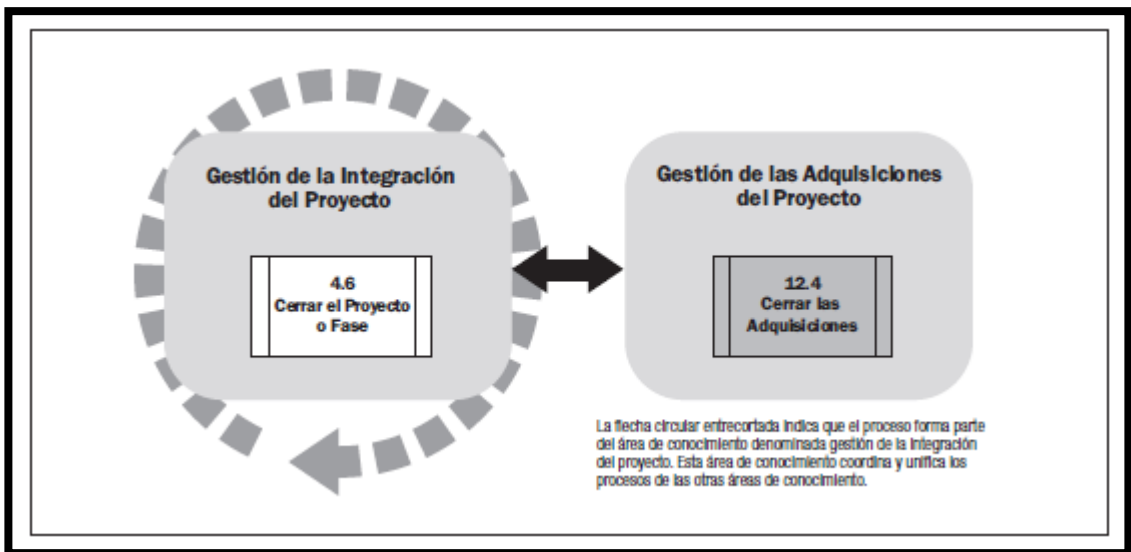 Gestión de la Integración
del Proyecto
4.6
Cerrar el Proyecto
o Fase
Gestión de las Adquisiciones
del Proyecto
12.4
Cerrar las
Adquisiciones
La flecha circular entrecortada indica que el proceso forma parte
del área de conocimiento denominada gestión de la integración
del proyecto. Esta área de conocimiento coordina y unifica los
procesos de las otras áreas de conocimiento.